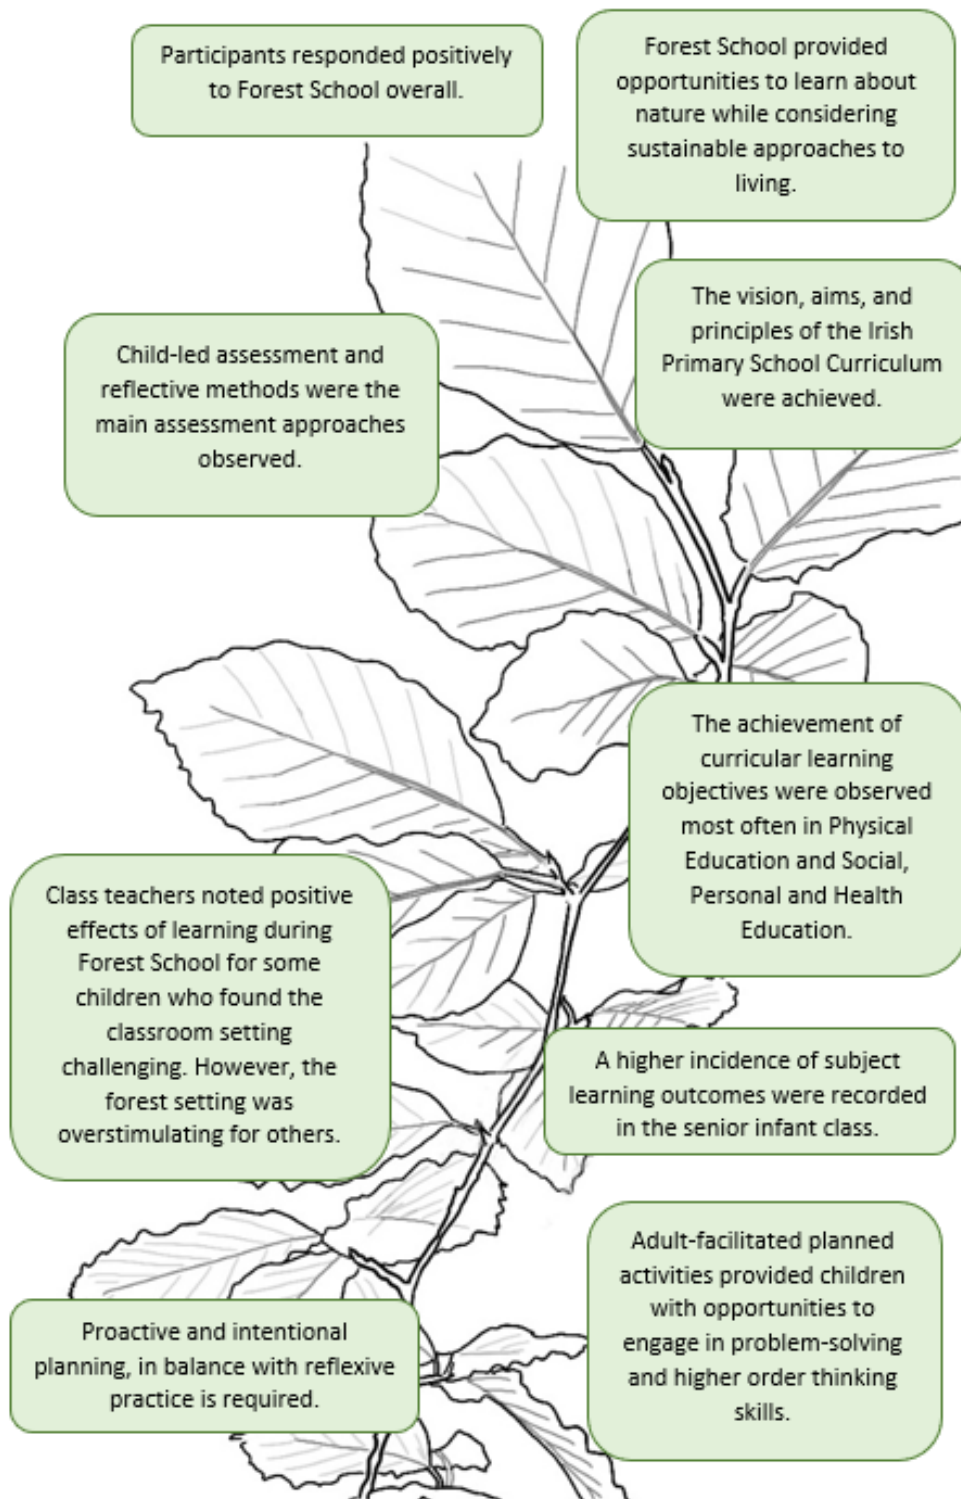 Participants responded positively
to Forest School overall.
Forest School provided
opportunities to learn about
nature while considering
sustainable approaches to
living.
The vision, aims, and
principles of the Irish
Primary School Curriculum
were achieved.
Child-led assessment and
reflective methods were the
main assessment approaches
observed.
The achievement of
curricular learning
objectives were observed
most often in Physical
Education and Social,
Personal and Health
Education.
Class teachers noted positive
effects of learning during
Forest School for some
children who found the
classroom setting
challenging. However, the
forest setting was
overstimulating for others.
A higher incidence of subject
learning outcomes were recorded
in the senior infant class.
Adult-facilitated planned
activities provided children
with opportunities to
engage in problem-solving
and higher order thinking
skills.
Proactive and intentional
planning, in balance with reflexive
practice is required.